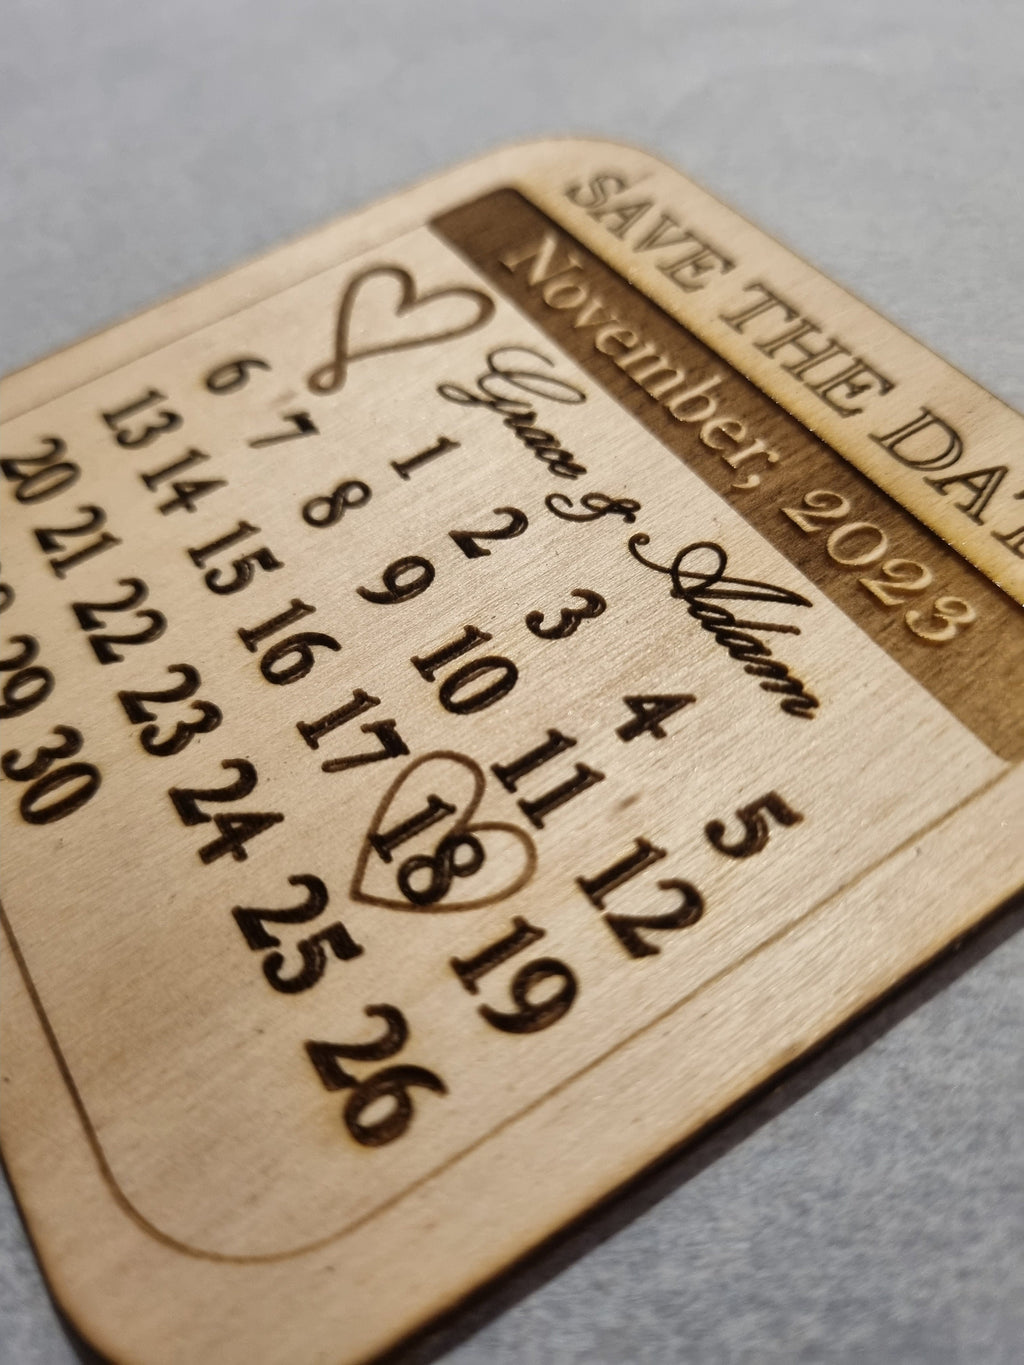 SAVE THE DAT
November, 2023
Grace & Adam
1 2 3 4 5
6 7 8 9 10 11 12
13 14 15 16 17 18 19
20 21 22 23 24 25 26
29 30